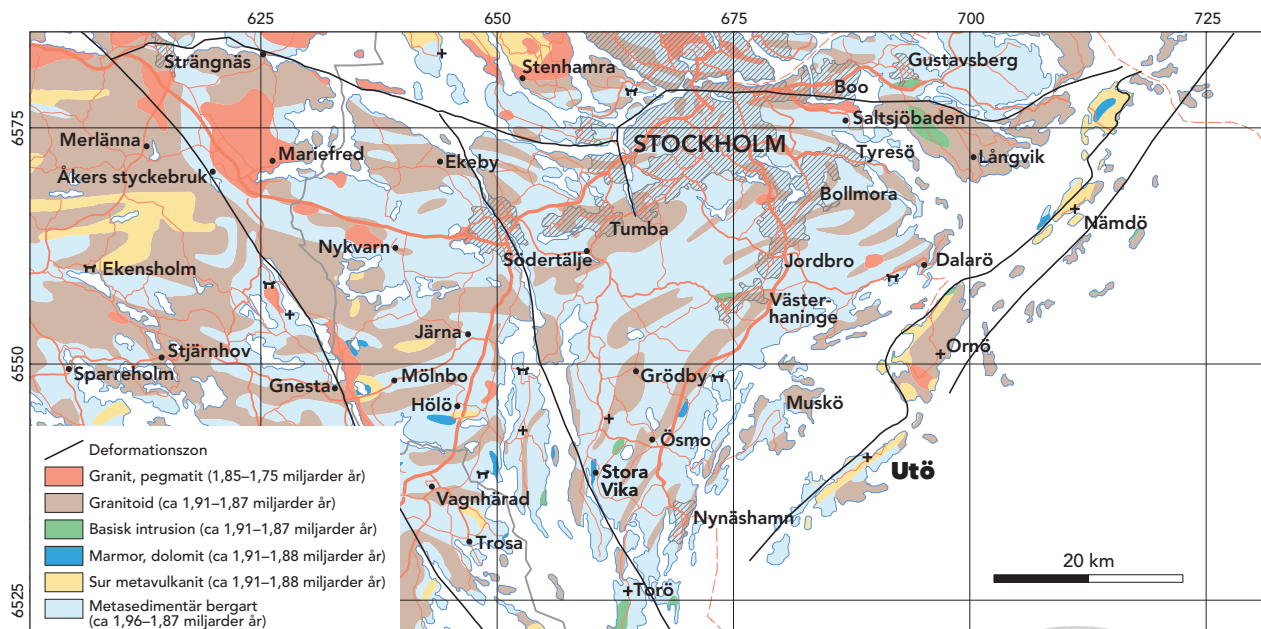 625
650
675
700
725
Strängnäs
Stenhamra
Gustavsberg
Boo
6575
Saltsjöbaden
Merlänna
Mariefred
Ekeby
STOCKHOLM
Tyresö
Långvik
Åkers styckebruk
Bollmora
Nämdö
Tumba
Nykvarn
Södertälje
Jordbro
Dalarö
Ekensholm
Väster-
haninge
Järna
Ornö
Stjärnhov
6550
Sparreholm
Gnesta
Mölnbo
Grödby
Hölö
Muskö
Ösmo
Utö
Stora
Vika
Vagnhärad
Nynäshamn
Trosa
Torö
6525
Deformationszon
Granit, pegmatit (1,85–1,75 miljarder år)
Granitoid (ca 1,91–1,87 miljarder år)
Basisk intrusion (ca 1,91–1,87 miljarder år)
Marmor, dolomit (ca 1,91–1,88 miljarder år)
Sur metavulkanit (ca 1,91–1,88 miljarder år)
Metasedimentär bergart
(ca 1,96–1,87 miljarder år)
20 km